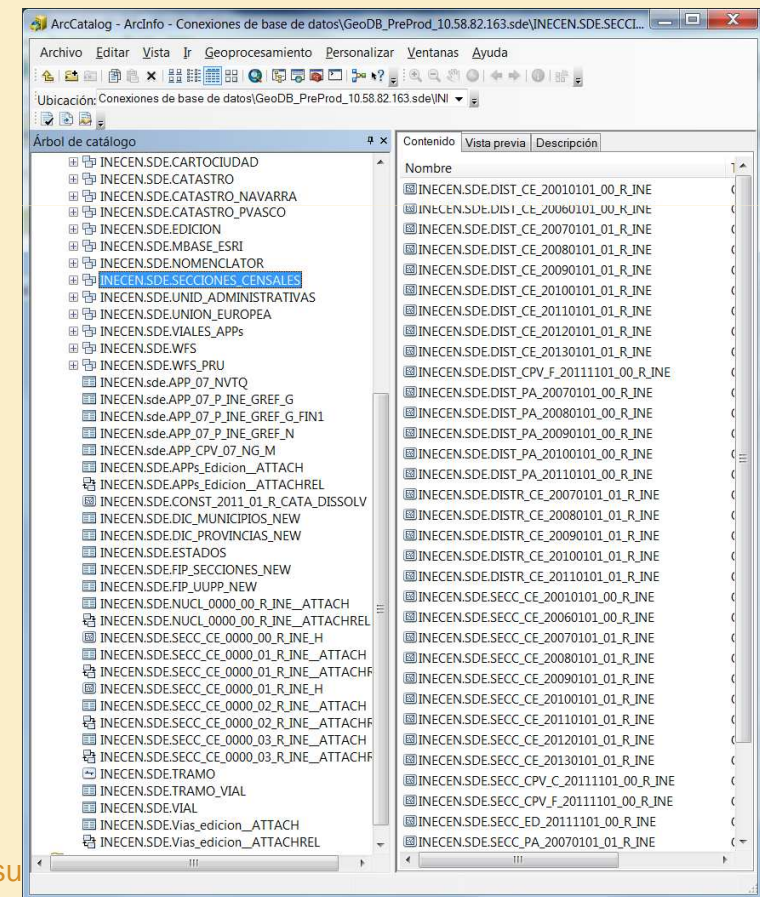 ArcCatalog - ArcInfo - Conexiones de base de datos\GeoDB_PreProd_10.58.82.163.sde\INECEN.SDE.SECCI...
Archivo Editar Vista Ir Geoprocesamiento Personalizar Ventanas Ayuda
Ubicación: Conexiones de base de datos\GeoDB_PreProd_10.58.82.163.sde\INI
Árbol de catálogo
INECEN.SDE.CARTOCIUDAD
INECEN.SDE.CATASTRO
INECEN.SDE.CATASTRO_NAVARRA
INECEN.SDE.CATASTRO_PVASCO
INECEN.SDE.EDICION
INECEN.SDE.MBASE_ESRI
INECEN.SDE.NOMENCLATOR
INECEN.SDE.SECCIONES_CENSALES
INECEN.SDE.UNID_ADMINISTRATIVAS
INECEN.SDE.UNION_EUROPEA
INECEN.SDE.VIALES_APPs
INECEN.SDE.WFS
INECEN.SDE.WFS_PRU
INECEN.sde.APP_07_NVTQ
INECEN.sde.APP_07_P_INE_GREF_G
INECEN.sde.APP_07_P_INE_GREF_G_FIN1
INECEN.sde.APP_07_P_INE_GREF_N
INECEN.sde.APP_CPV_07_NG_M
INECEN.SDE.APPs_Edicion__ATTACH
INECEN.SDE.APPs_Edicion__ATTACHREL
INECEN.SDE.CONST_2011_01_R_CATA_DISSOLV
INECEN.SDE.DIC_MUNICIPIOS_NEW
INECEN.SDE.DIC_PROVINCIAS_NEW
INECEN.SDE.ESTADOS
INECEN.SDE.FIP_SECCIONES_NEW
INECEN.SDE.FIP_UUPP_NEW
INECEN.SDE.NUCL_0000_00_R_INE__ATTACH
INECEN.SDE.NUCL_0000_00_R_INE__ATTACHREL
INECEN.SDE.SECC_CE_0000_00_R_INE_H
INECEN.SDE.SECC_CE_0000_01_R_INE__ATTACH
INECEN.SDE.SECC_CE_0000_01_R_INE__ATTACHR
INECEN.SDE.SECC_CE_0000_01_R_INE_H
INECEN.SDE.SECC_CE_0000_02_R_INE__ATTACH
INECEN.SDE.SECC_CE_0000_02_R_INE__ATTACHR
INECEN.SDE.SECC_CE_0000_03_R_INE__ATTACH
INECEN.SDE.SECC_CE_0000_03_R_INE__ATTACHR
INECEN.SDE.TRAMO
INECEN.SDE.TRAMO_VIAL
INECEN.SDE.VIAL
INECEN.SDE.Vias_edicion__ATTACH
INECEN.SDE.Vias_edicion__ATTACHREL
Contenido Vista previa Descripción
Nombre
INECEN.SDE.DIST_CE_20010101_00_R_INE
INECEN.SDE.DIST_CE_20060101_00_R_INE
INECEN.SDE.DIST_CE_20070101_01_R_INE
INECEN.SDE.DIST_CE_20080101_01_R_INE
INECEN.SDE.DIST_CE_20090101_01_R_INE
INECEN.SDE.DIST_CE_20100101_01_R_INE
INECEN.SDE.DIST_CE_20110101_01_R_INE
INECEN.SDE.DIST_CE_20120101_01_R_INE
INECEN.SDE.DIST_CE_20130101_01_R_INE
INECEN.SDE.DIST_CPV_F_20111101_00_R_INE
INECEN.SDE.DIST_PA_20070101_00_R_INE
INECEN.SDE.DIST_PA_20080101_00_R_INE
INECEN.SDE.DIST_PA_20090101_00_R_INE
INECEN.SDE.DIST_PA_20100101_00_R_INE
INECEN.SDE.DIST_PA_20110101_00_R_INE
INECEN.SDE.DISTR_CE_20070101_01_R_INE
INECEN.SDE.DISTR_CE_20080101_01_R_INE
INECEN.SDE.DISTR_CE_20090101_01_R_INE
INECEN.SDE.DISTR_CE_20100101_01_R_INE
INECEN.SDE.DISTR_CE_20110101_01_R_INE
INECEN.SDE.SECC_CE_20010101_00_R_INE
INECEN.SDE.SECC_CE_20060101_00_R_INE
INECEN.SDE.SECC_CE_20070101_01_R_INE
INECEN.SDE.SECC_CE_20080101_01_R_INE
INECEN.SDE.SECC_CE_20090101_01_R_INE
INECEN.SDE.SECC_CE_20100101_01_R_INE
INECEN.SDE.SECC_CE_20110101_01_R_INE
INECEN.SDE.SECC_CE_20120101_01_R_INE
INECEN.SDE.SECC_CE_20130101_01_R_INE
INECEN.SDE.SECC_CPV_C_20111101_00_R_INE
INECEN.SDE.SECC_CPV_F_20111101_00_R_INE
INECEN.SDE.SECC_ED_20111101_00_R_INE
INECEN.SDE.SECC_PA_20070101_01_R_INE
su